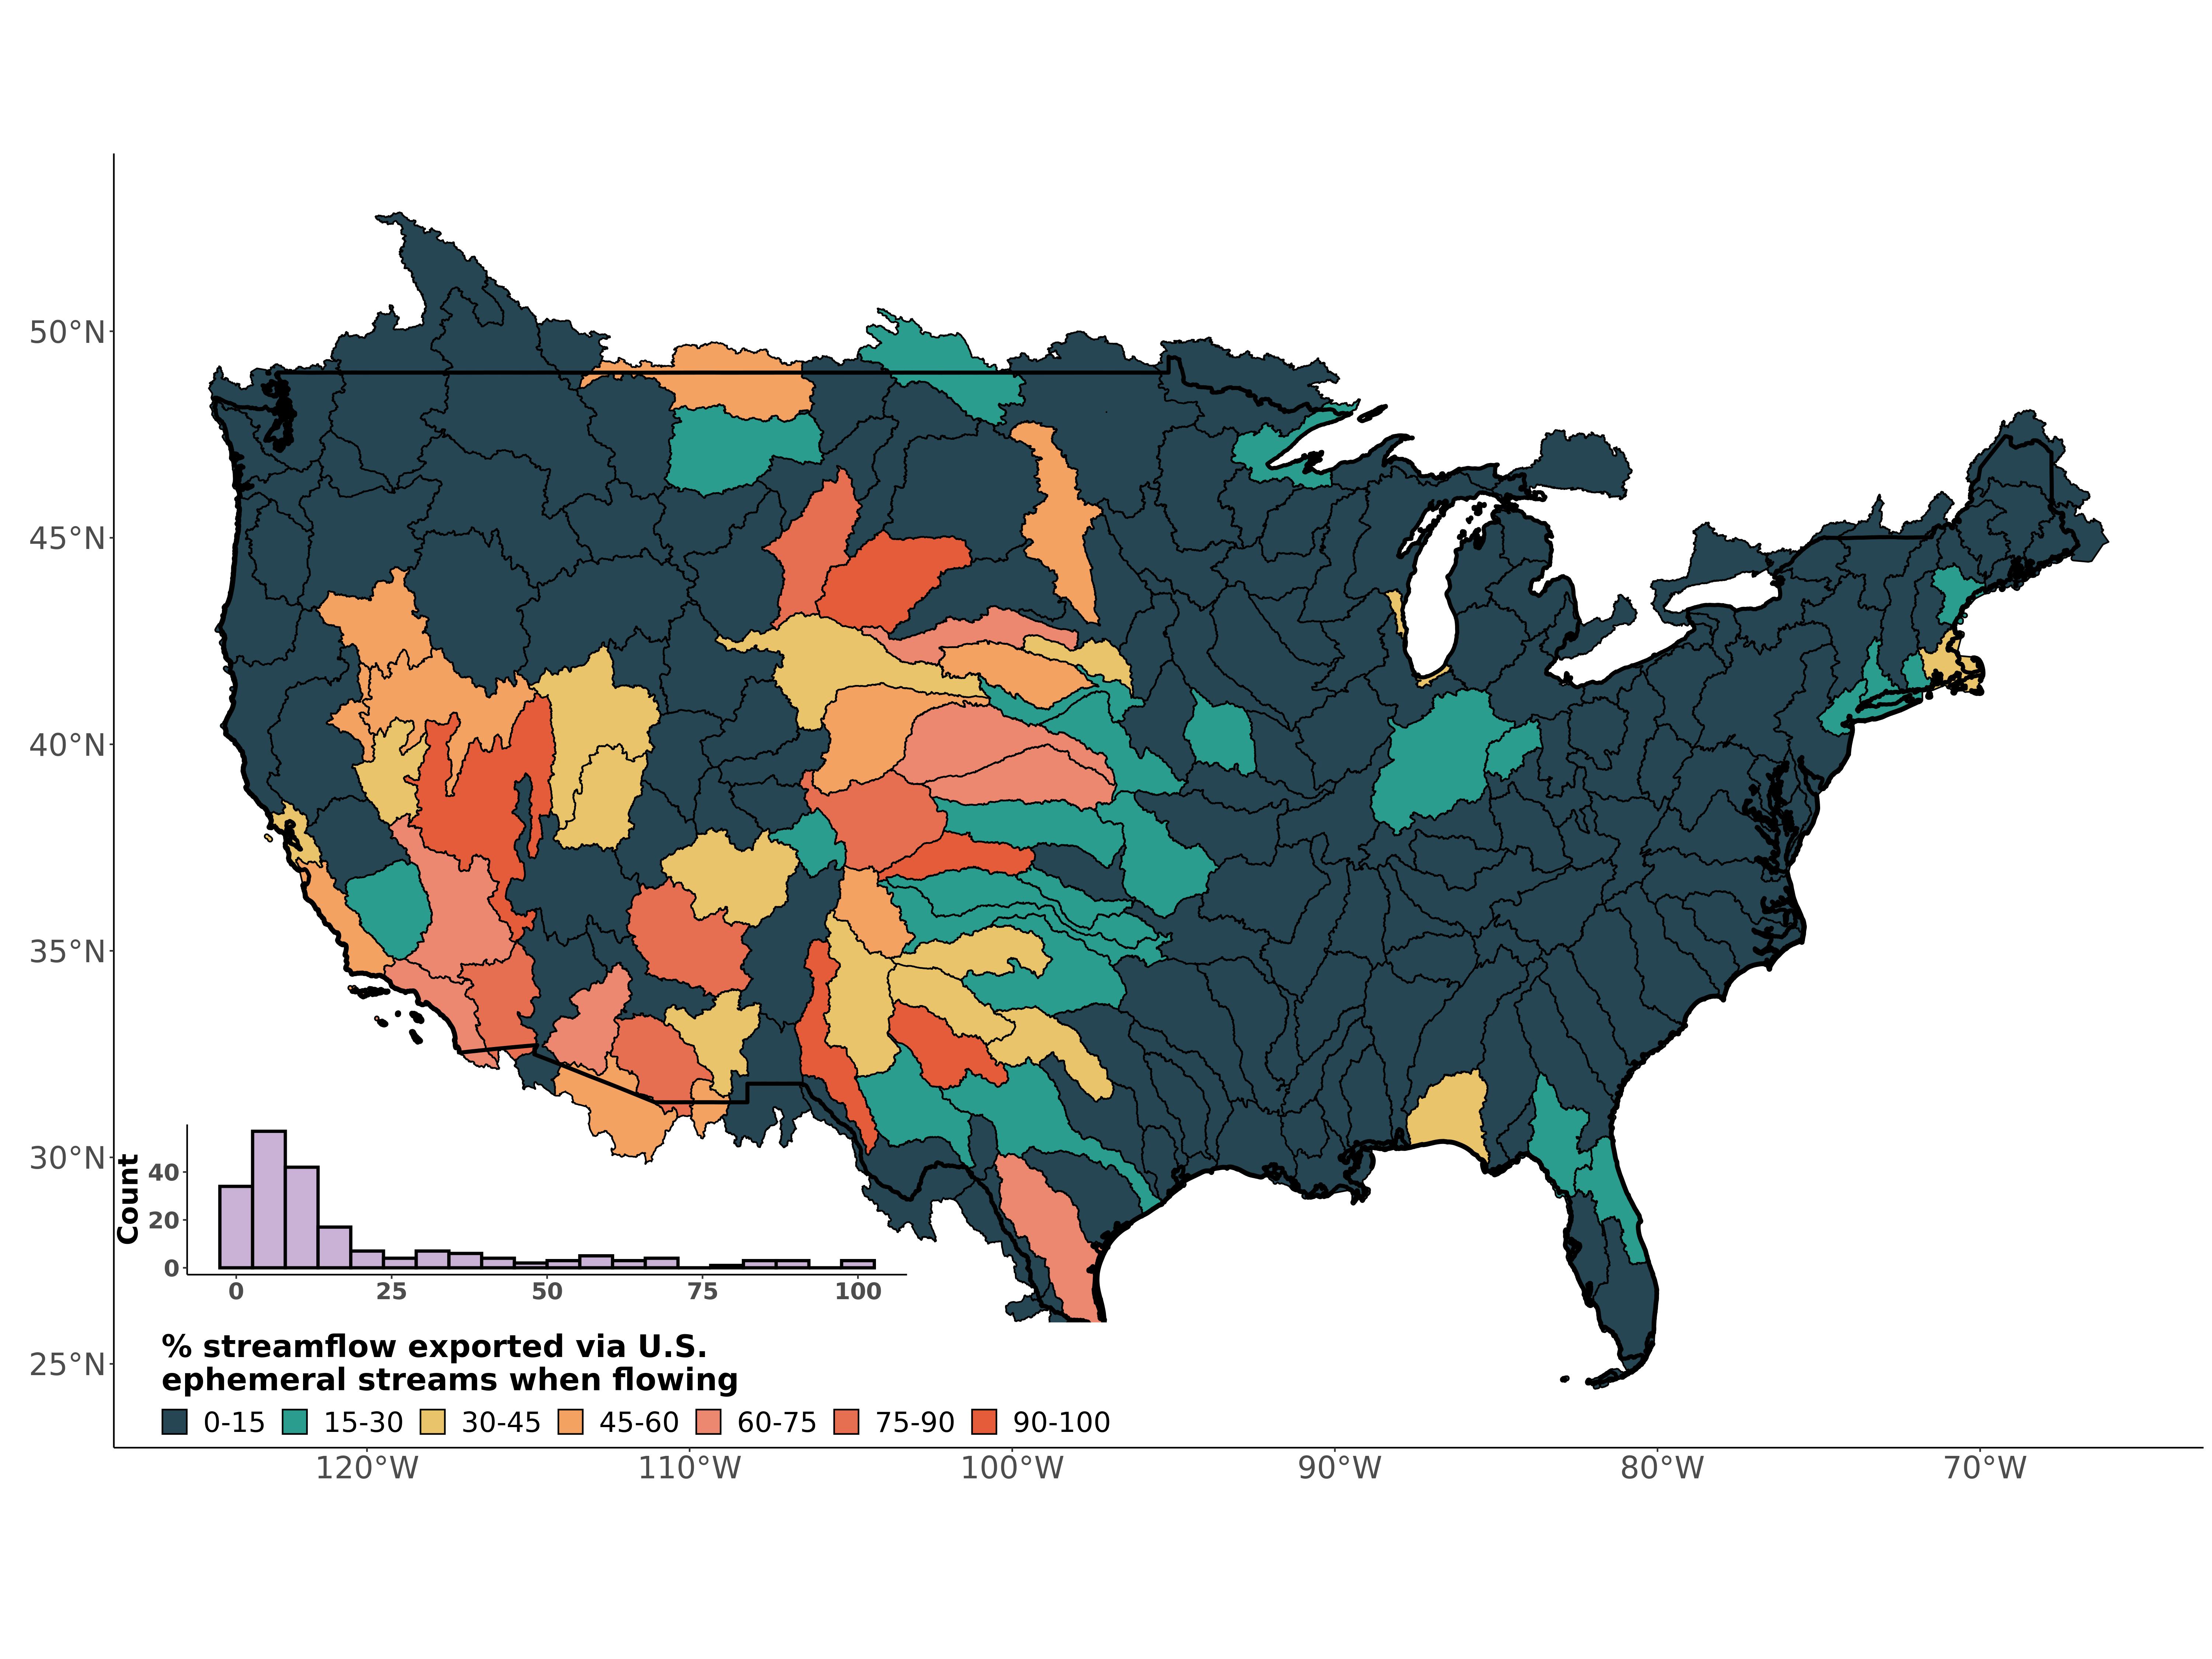 50°N
45°N
40°N
35°N
30°N
25°N
Count
40
20
0
0 25 50 75 100
% streamflow exported via U.S.
ephemeral streams when flowing
0-15 15-30 30-45 45-60 60-75 75-90 90-100
120°W 110°W 100°W 90°W 80°W 70°W